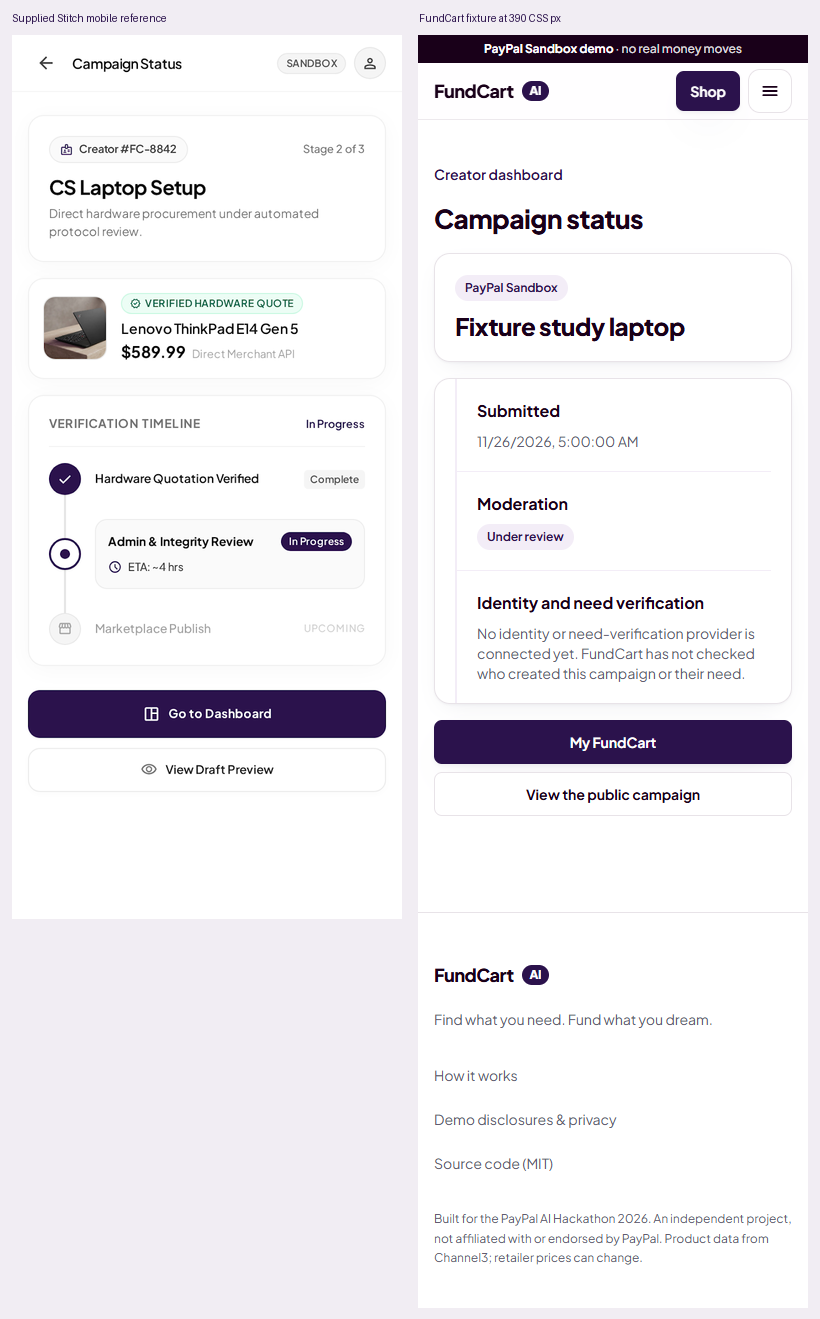 Supplied Stitch mobile reference
Campaign Status
SANDBOX
Creator #FC-8842
Stage 2 of 3
CS Laptop Setup
Direct hardware procurement under automated
protocol review.
VERIFIED HARDWARE QUOTE
Lenovo ThinkPad E14 Gen 5
$589.99 Direct Merchant API
VERIFICATION TIMELINE
In Progress
Hardware Quotation Verified
Complete
Admin & Integrity Review
In Progress
ETA: ~4 hrs
Marketplace Publish
UPCOMING
Go to Dashboard
View Draft Preview
FundCart fixture at 390 CSS px
PayPal Sandbox demo · no real money moves
FundCart AI
Shop
Creator dashboard
Campaign status
PayPal Sandbox
Fixture study laptop
Submitted
11/26/2026, 5:00:00 AM
Moderation
Under review
Identity and need verification
No identity or need-verification provider is
connected yet. FundCart has not checked
who created this campaign or their need.
My FundCart
View the public campaign
FundCart AI
Find what you need. Fund what you dream.
How it works
Demo disclosures & privacy
Source code (MIT)
Built for the PayPal AI Hackathon 2026. An independent project,
not affiliated with or endorsed by PayPal. Product data from
Channel3; retailer prices can change.